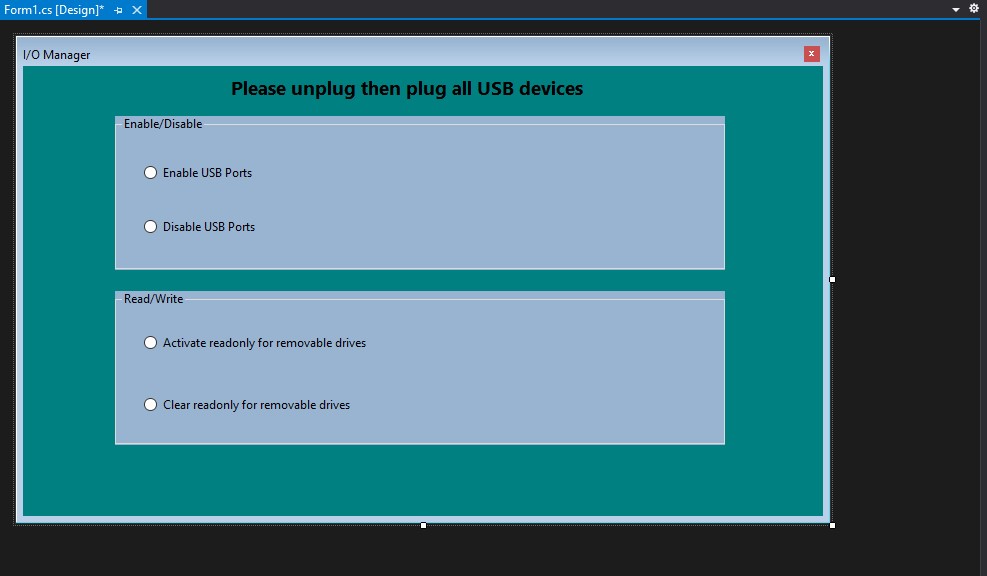 Form1.cs [Design]*
I/O Manager
Please unplug then plug all USB devices
Enable/Disable
Enable USB Ports
Disable USB Ports
Read/Write
Activate readonly for removable drives
Clear readonly for removable drives